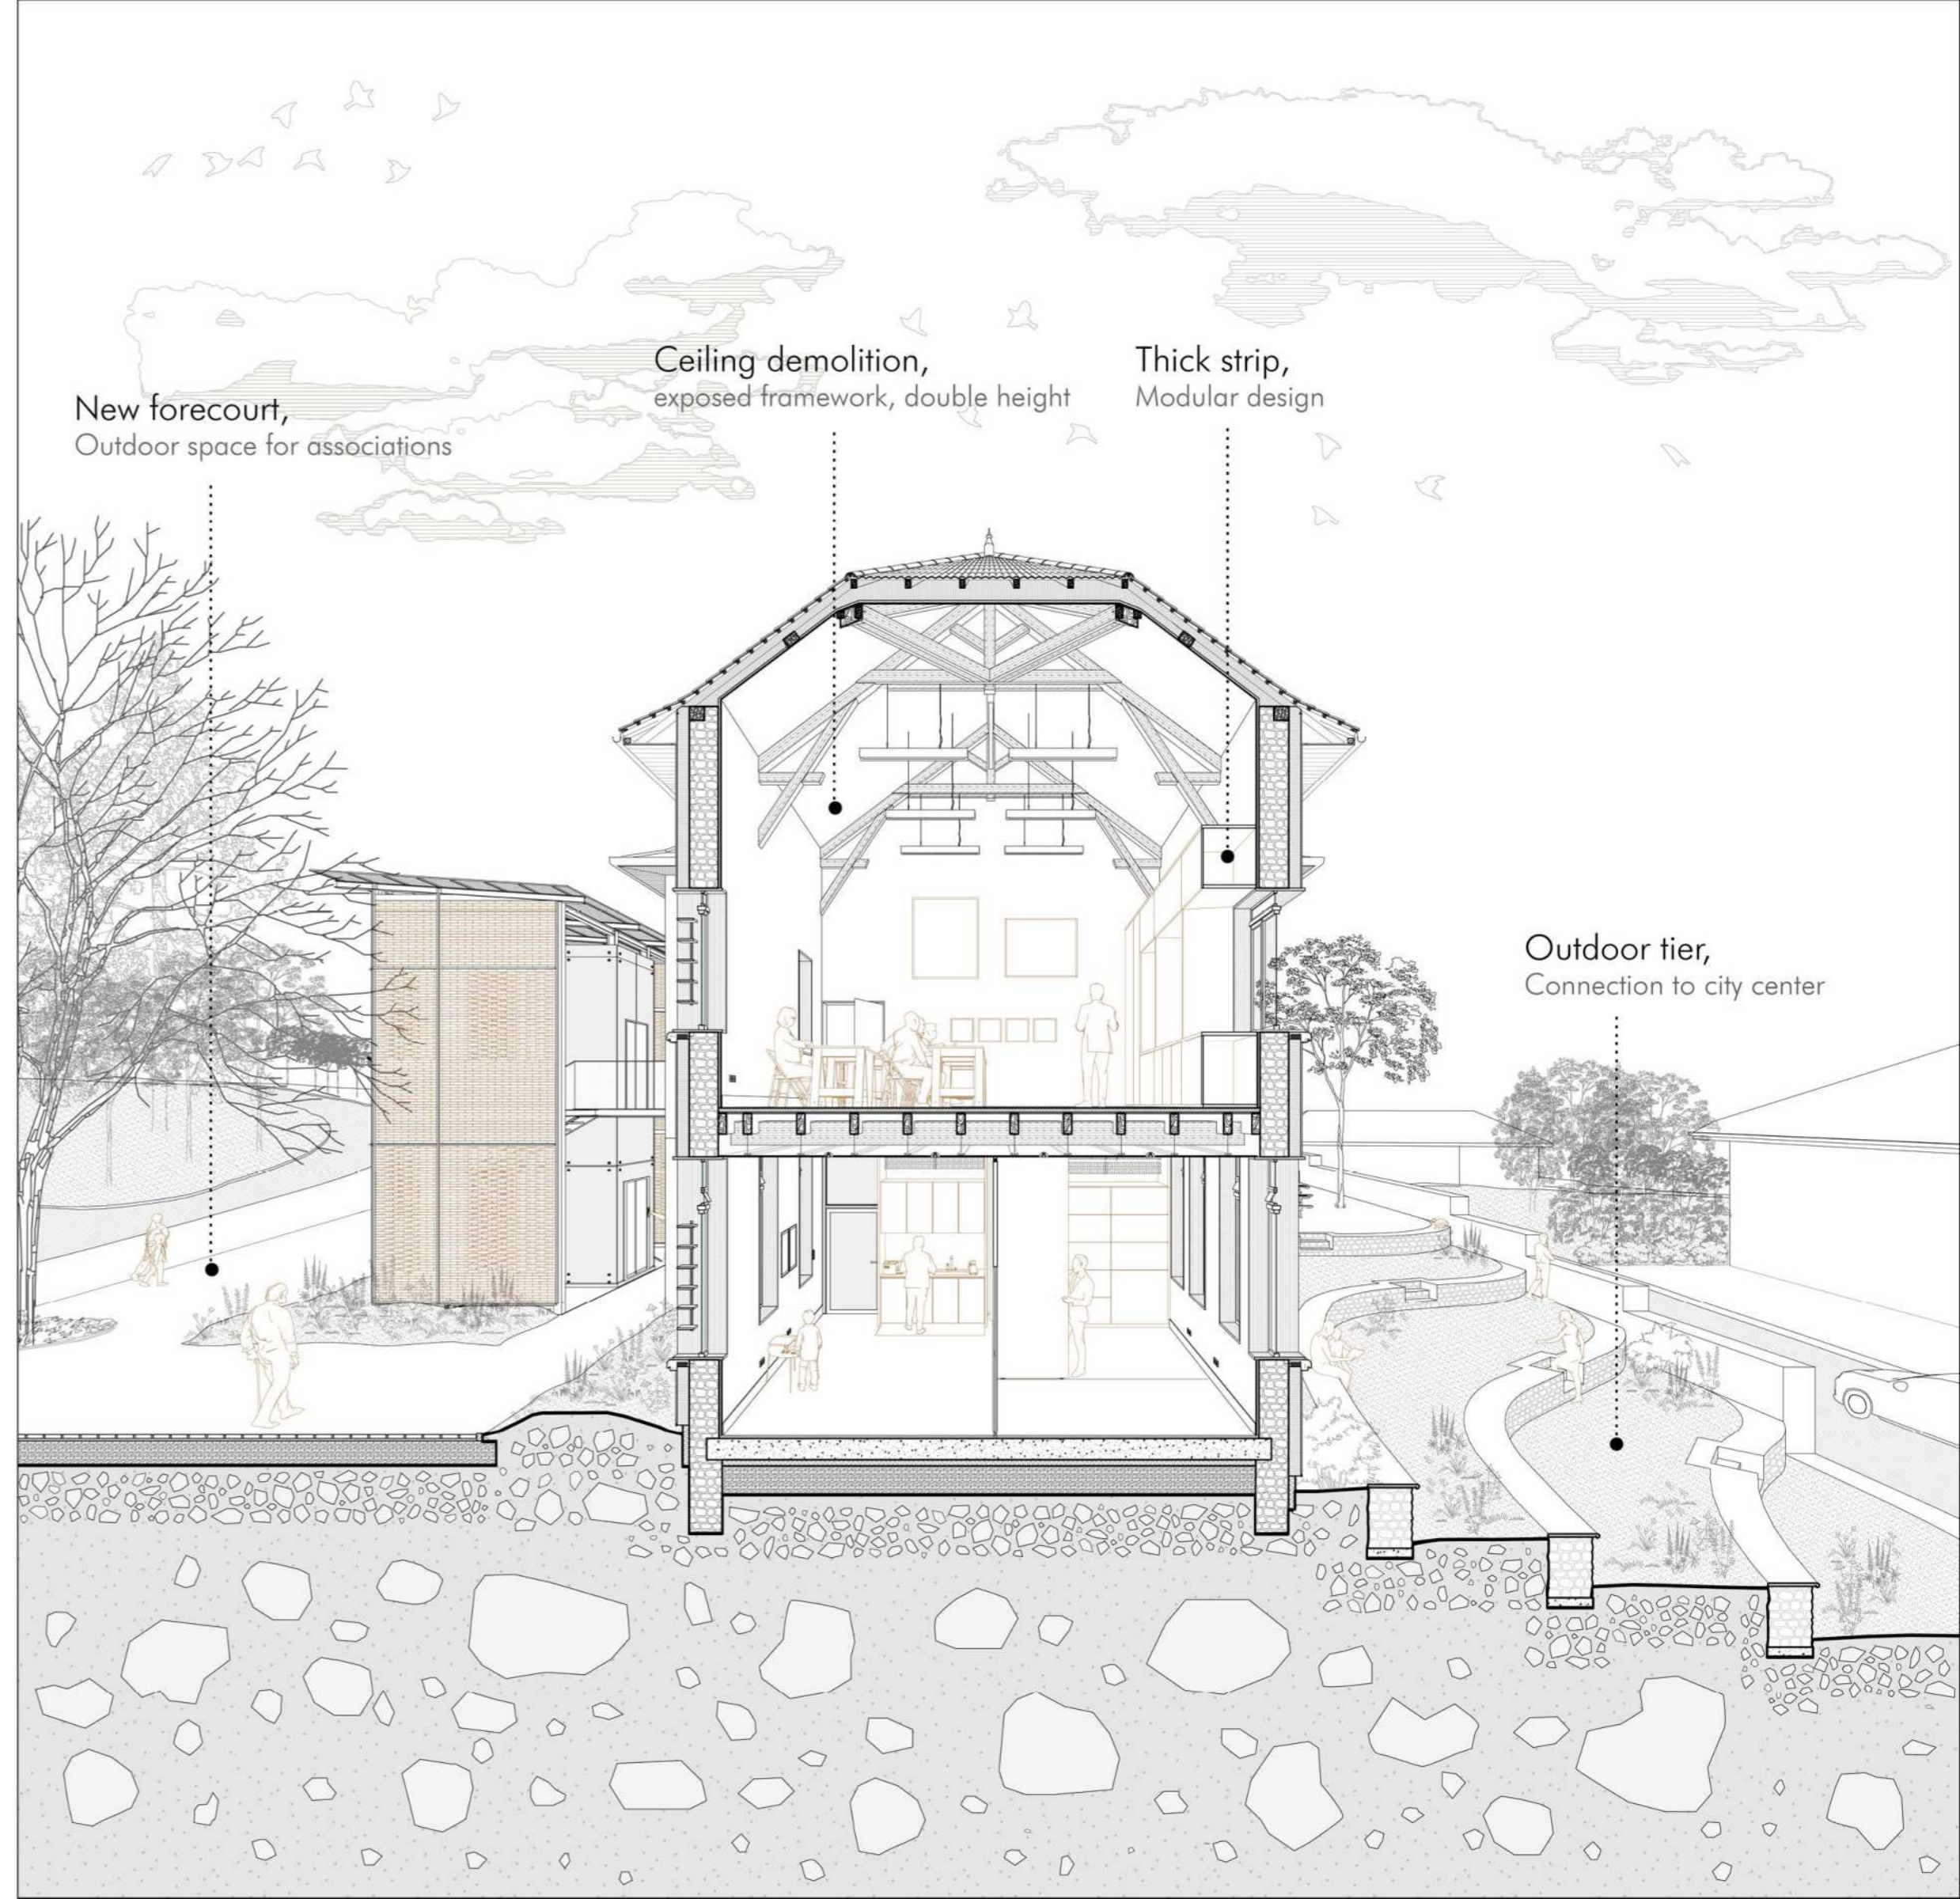 Ceiling demolition,
exposed framework, double height
Thick strip,
Modular design
New forecourt,
Outdoor space for associations
Outdoor tier,
Connection to city center